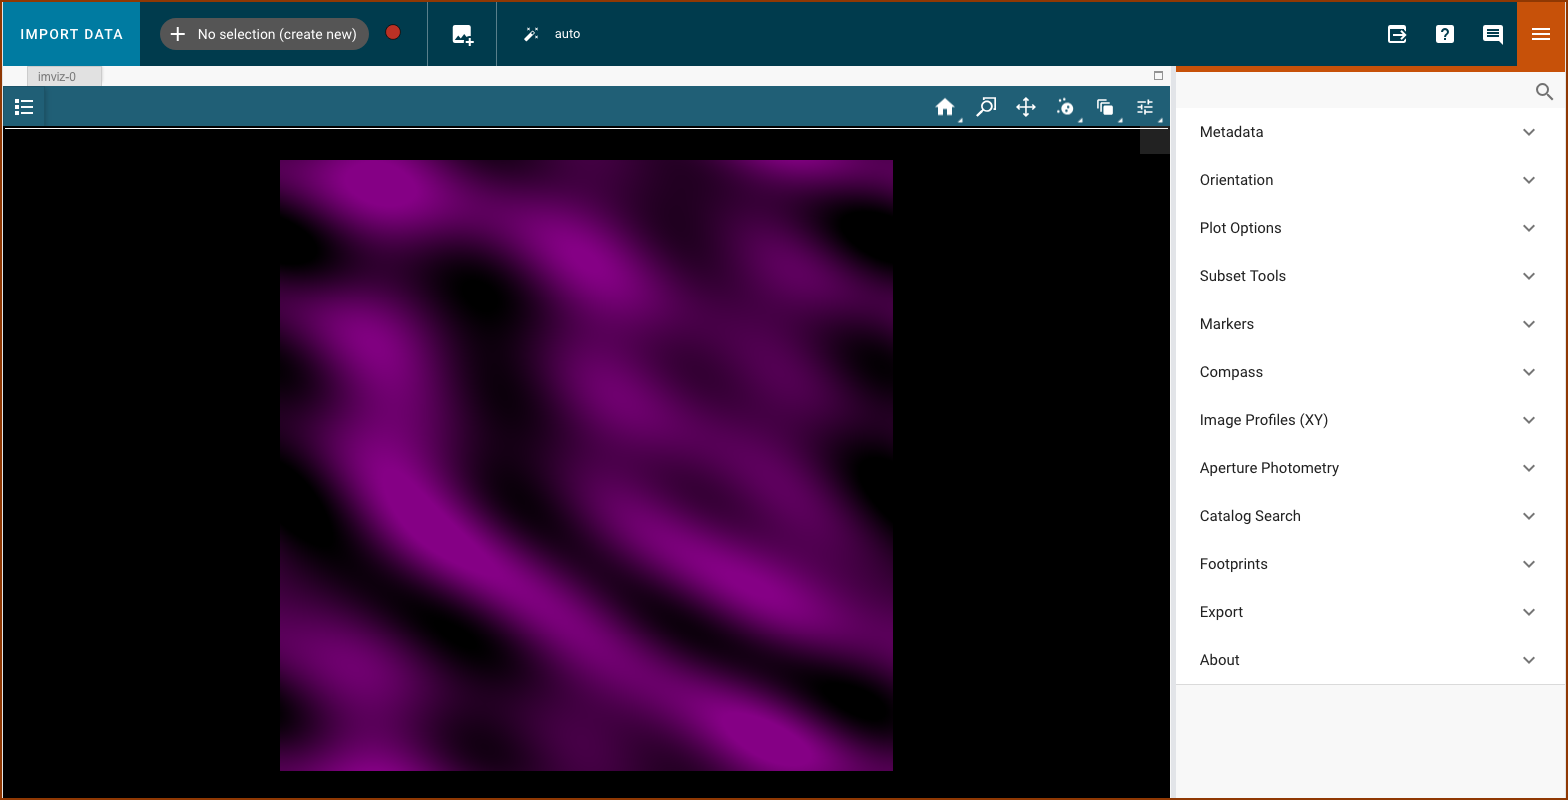 IMPORT DATA
No selection (create new)
auto
imviz-0
Metadata
Orientation
Plot Options
Subset Tools
Markers
Compass
Image Profiles (XY)
Aperture Photometry
Catalog Search
Footprints
Export
About